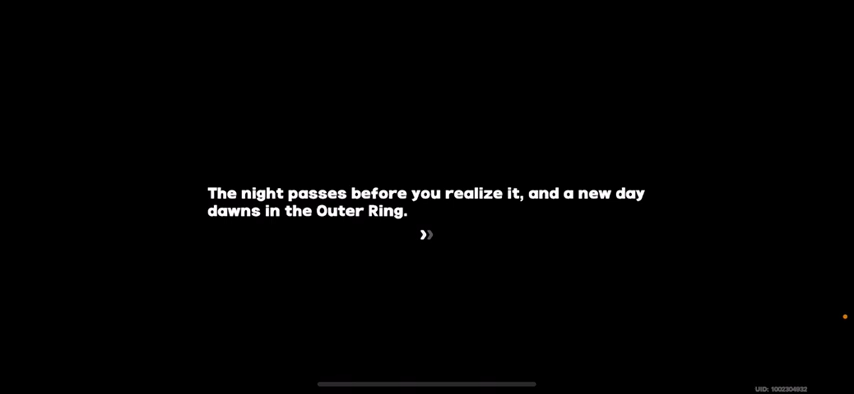 The night passes before you realize it, and a new day
dawns in the Outer Ring.
UID: 1002304932